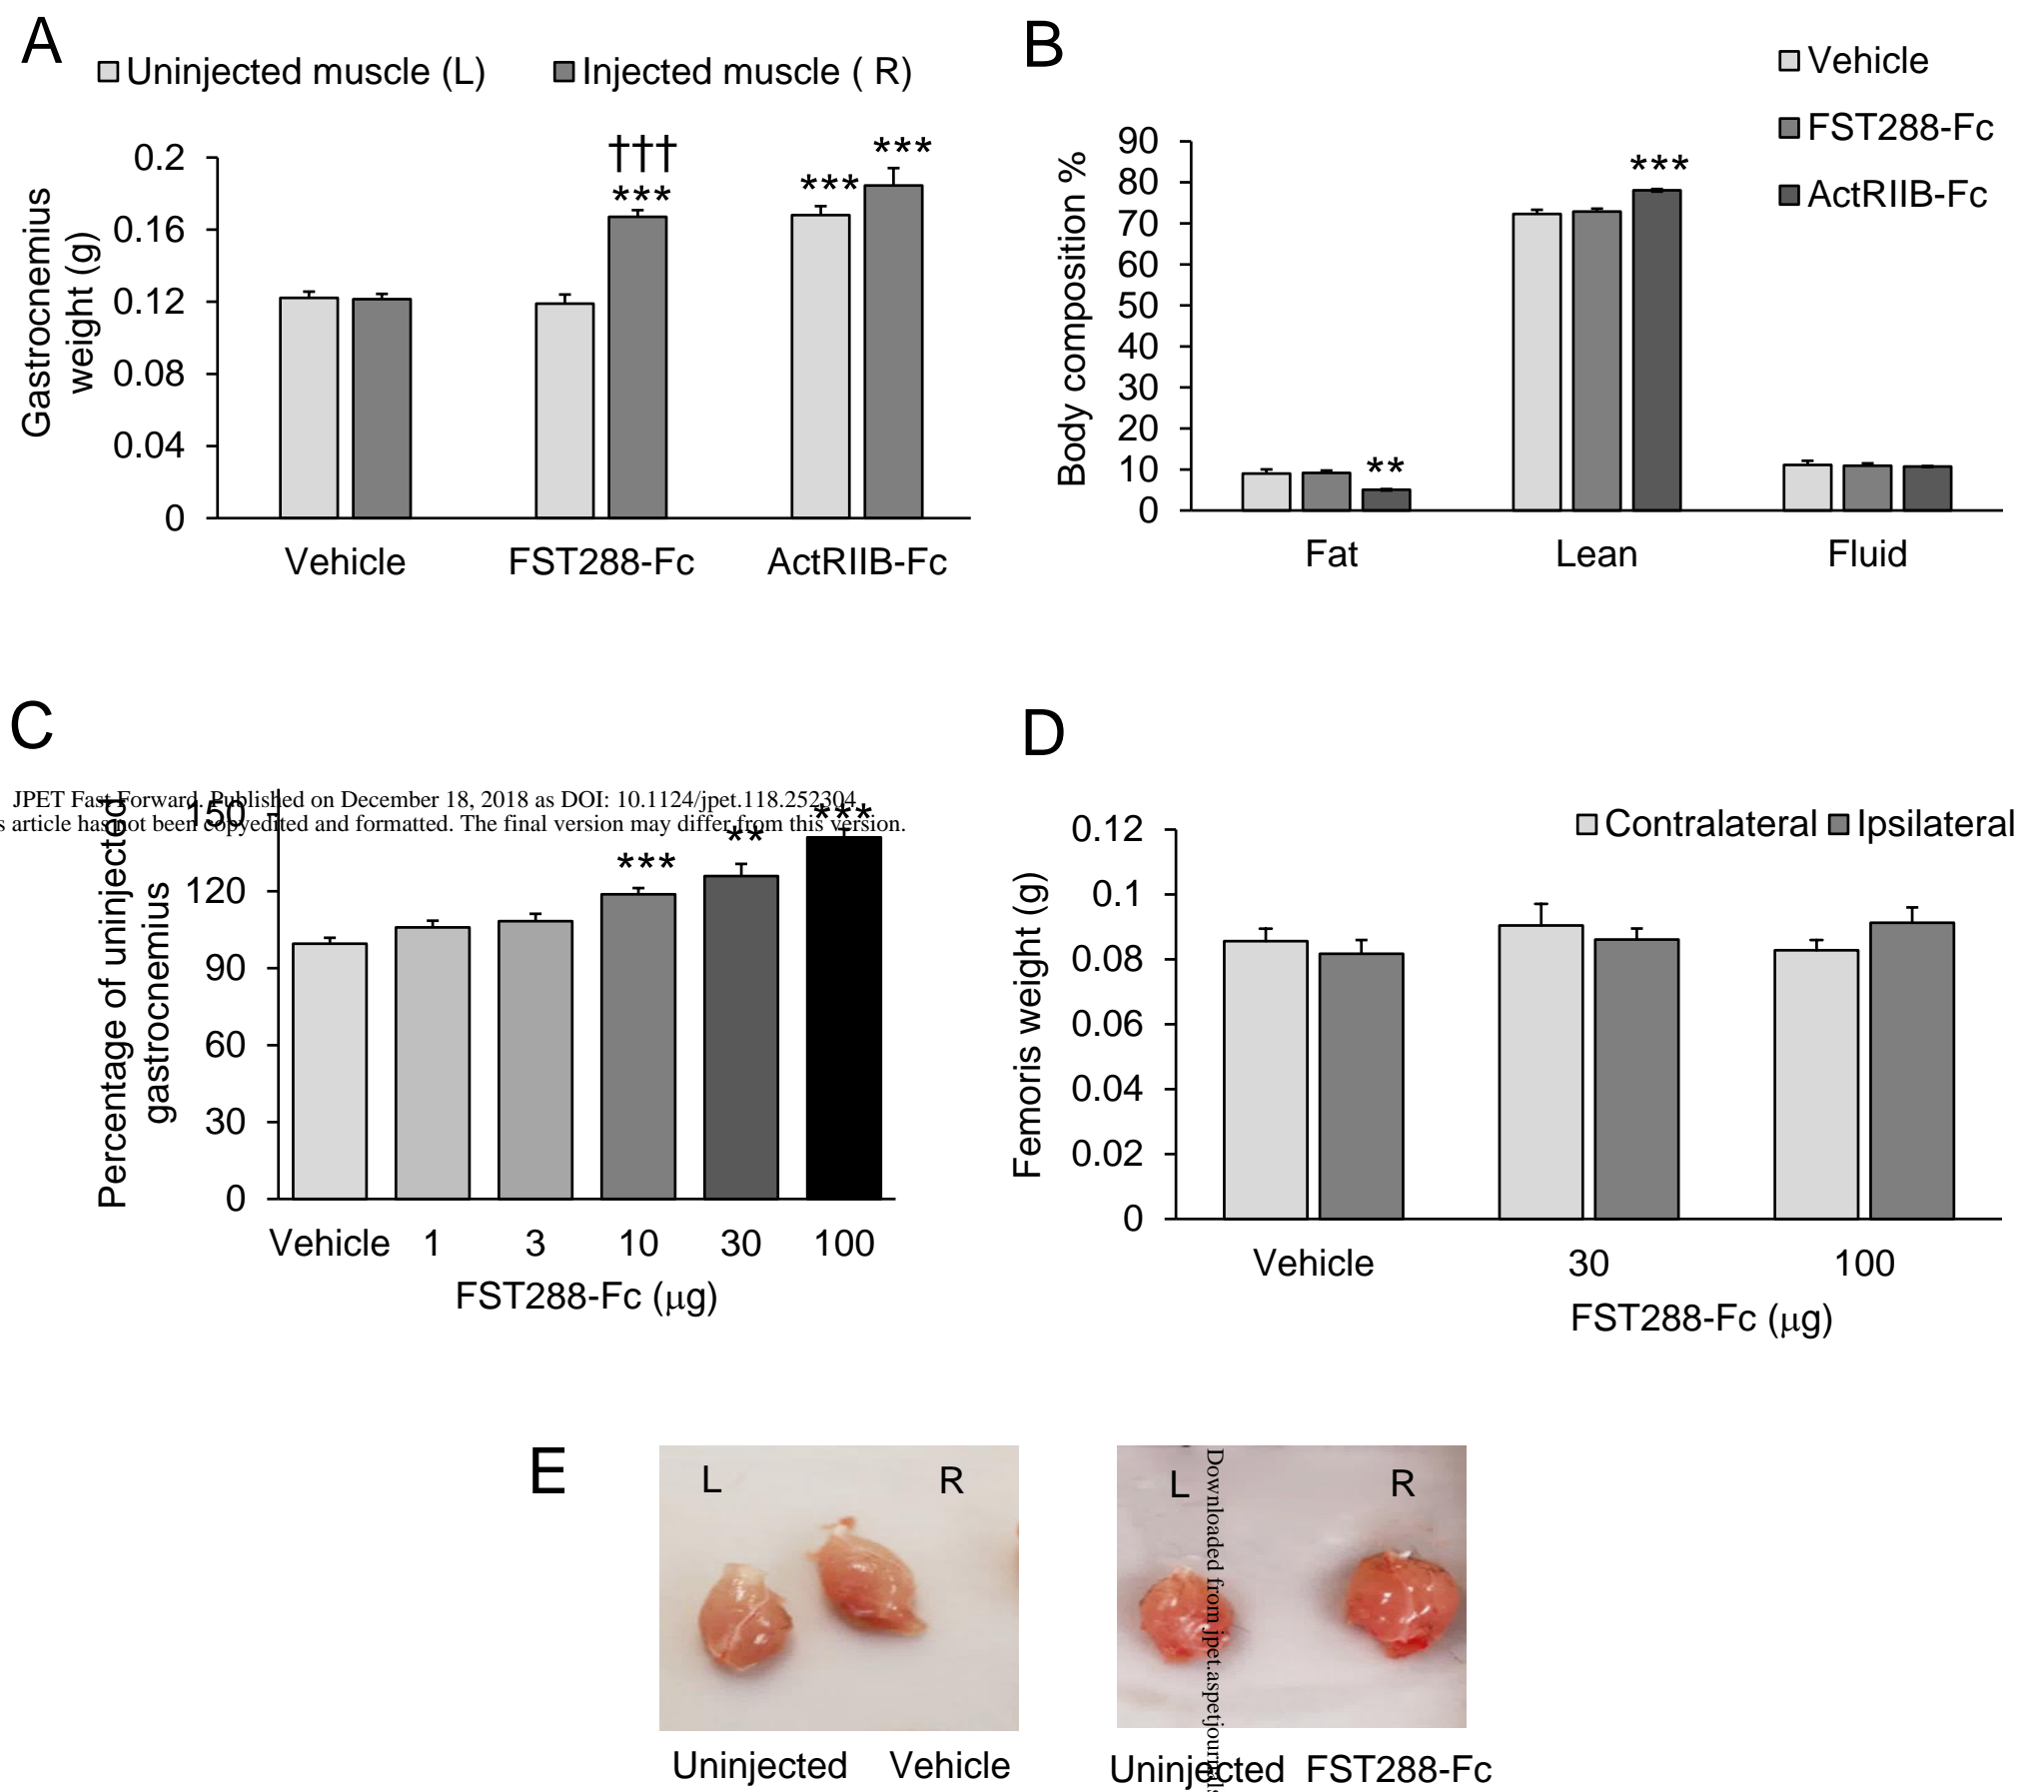 A
Uninjected muscle (L)
Injected muscle ( R)
Gastrocnemius
weight (g)
0.2
0.16
0.12
0.08
0.04
0
†††
***
***
***
Vehicle
FST288-Fc
ActRIIB-Fc
B
Vehicle
FST288-Fc
ActRIIB-Fc
Body composition %
90
80
70
60
50
40
30
20
10
0
**
***
Fat
Lean
Fluid
C
JPET Fast Forward. Published on December 18, 2018 as DOI: 10.1124/jpet.118.252304
s article has not been copyedited and formatted. The final version may differ from this version.
Percentage of uninjected
gastrocnemius
150
120
90
60
30
0
***
**
***
Vehicle 1 3 10 30 100
FST288-Fc (μg)
D
Contralateral
Ipsilateral
Femoris weight (g)
0.12
0.1
0.08
0.06
0.04
0.02
0
Vehicle 30 100
FST288-Fc (μg)
E
L R
Uninjected Vehicle
L R
Downloaded from jpet.aspetjournals
Uninjected FST288-Fc